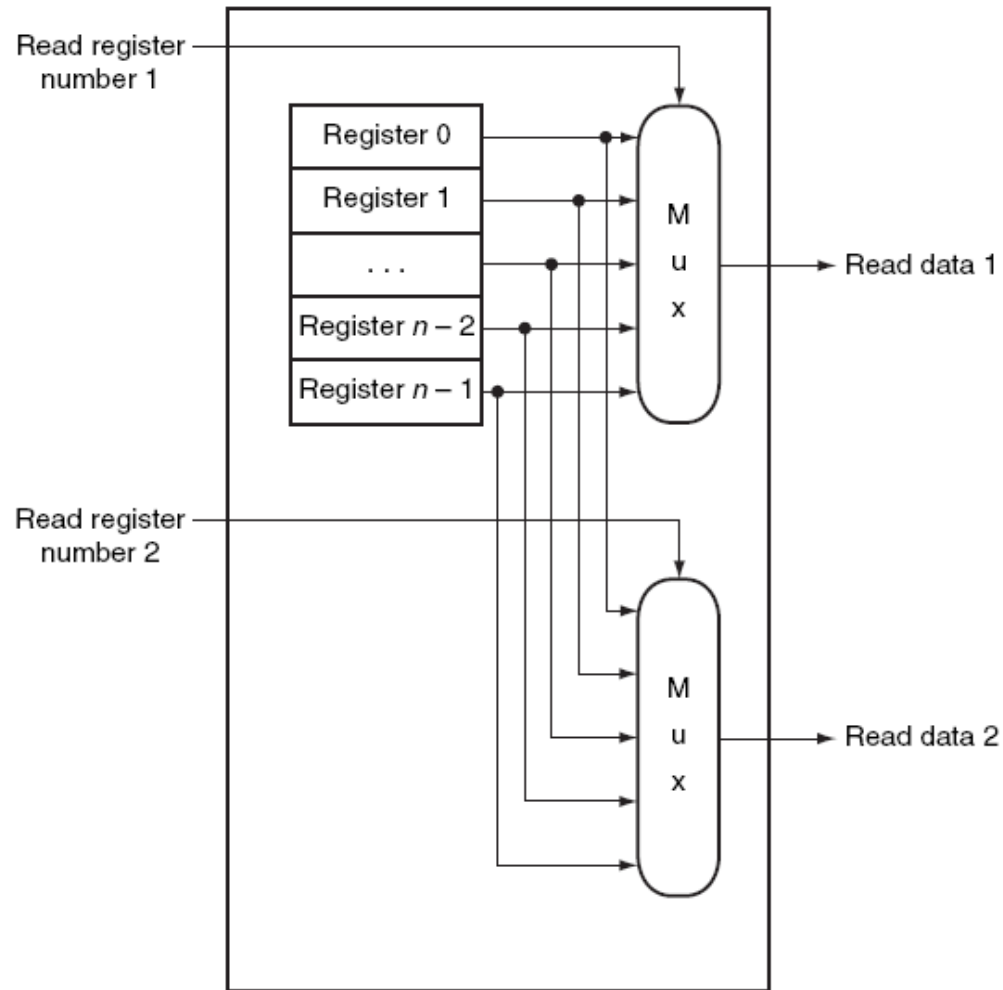 Read register
number 1
Register 0
Register 1
. . .
Register n – 2
Register n – 1
M
u
x
Read data 1
Read register
number 2
M
u
x
Read data 2